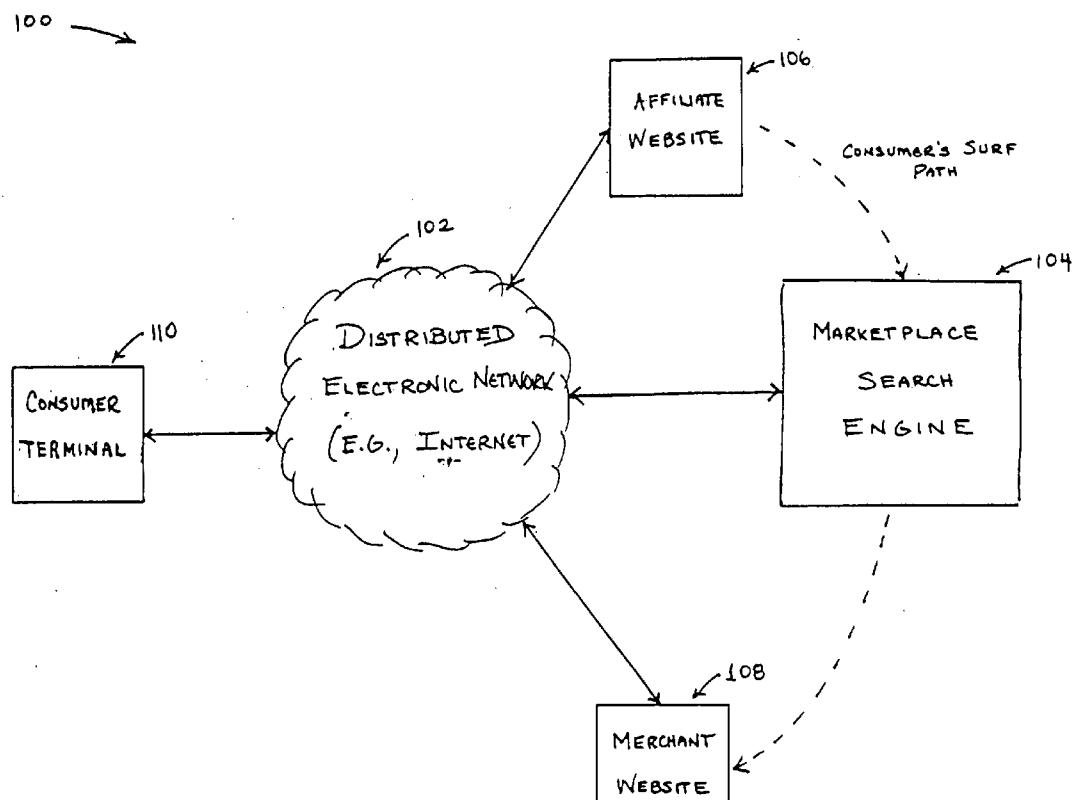 100
106
AFFILIATE
WEBSITE
CONSUMER'S SURF
PATH
102
104
110
DISTRIBUTED
ELECTRONIC NETWORK
(E.G., INTERNET)
MARKETPLACE
SEARCH
ENGINE
CONSUMER
TERMINAL
108
MERCHANT
WEBSITE